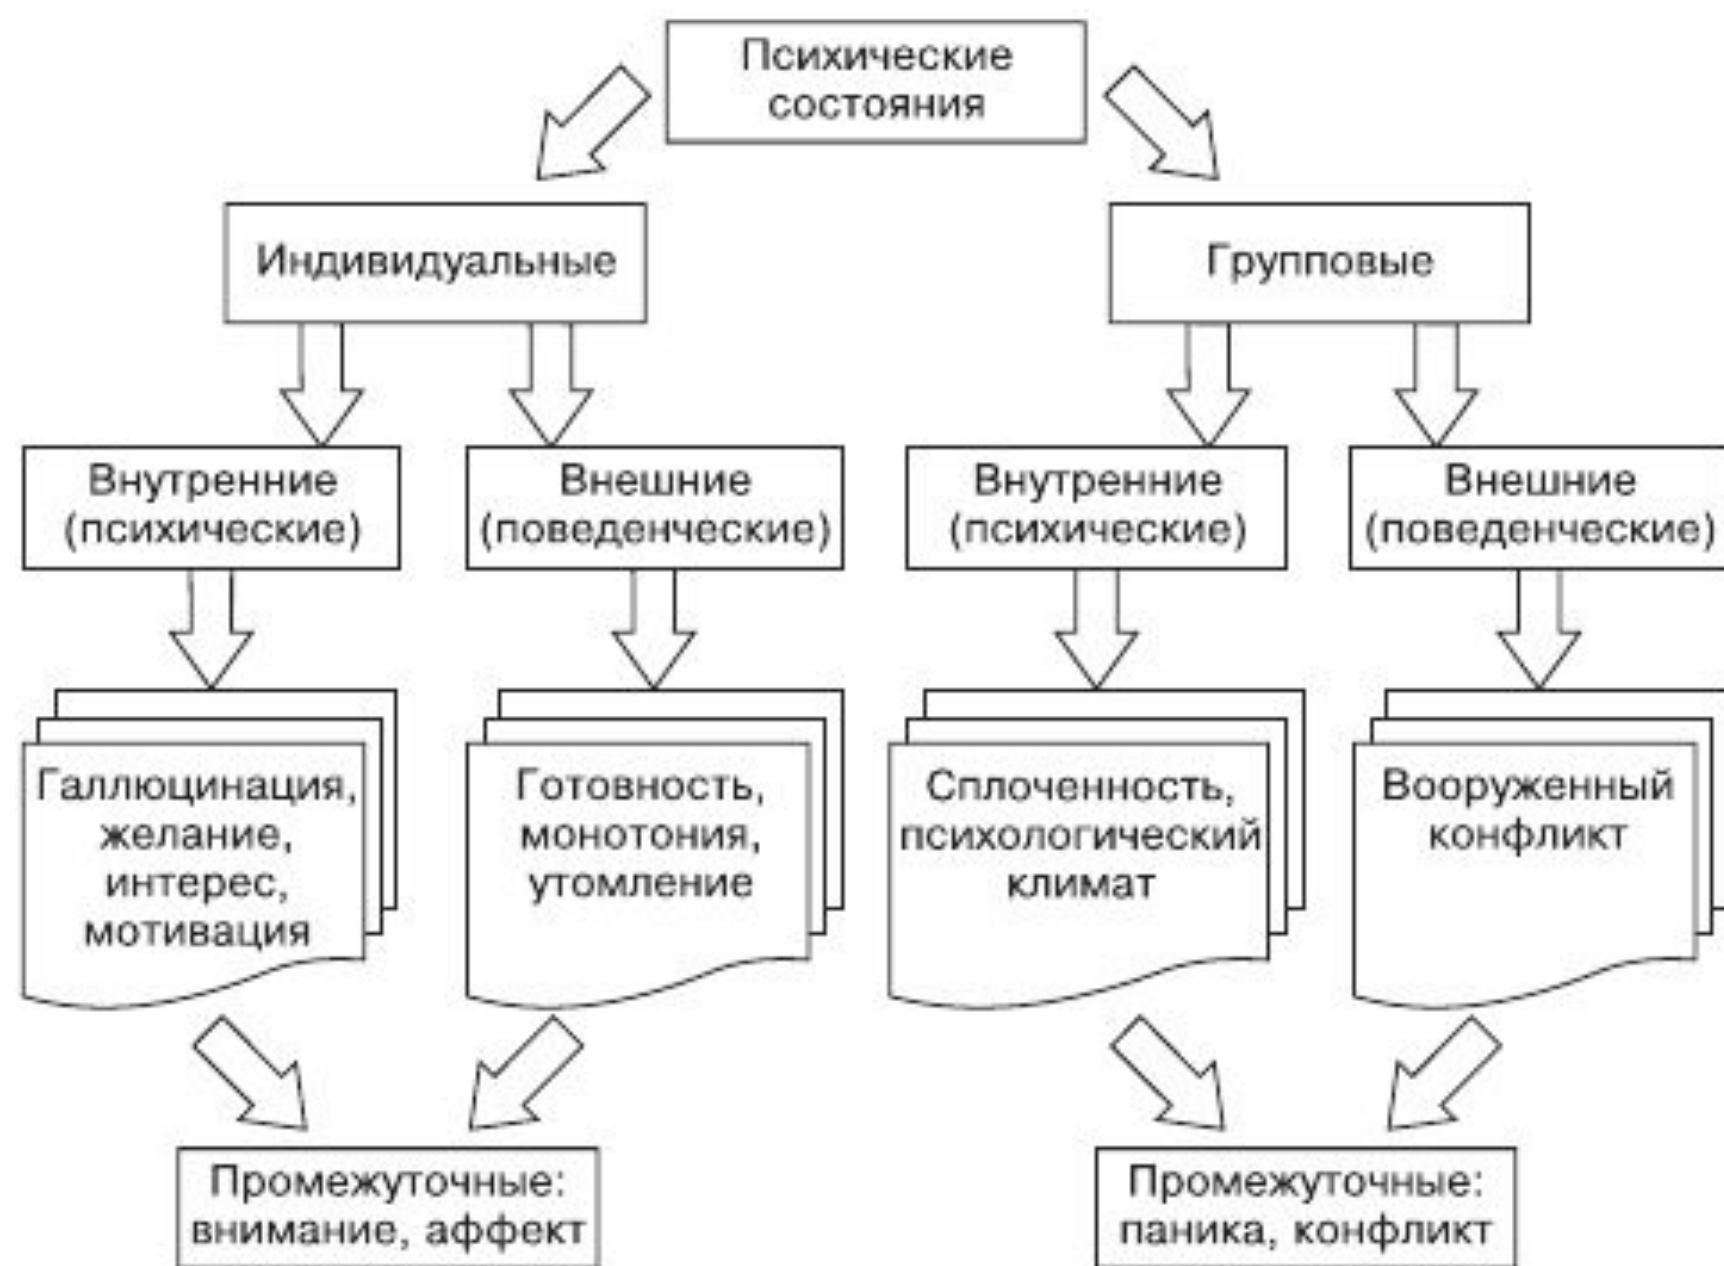 Психические
состояния
Индивидуальные
Групповые
Внутренние
(психические)
Внешние
(поведенческие)
Внутренние
(психические)
Внешние
(поведенческие)
Галлюцинация,
желание,
интерес,
мотивация
Готовность,
монотония,
утомление
Сплоченность,
психологический
климат
Вооруженный
конфликт
Промежуточные:
внимание, аффект
Промежуточные:
паника, конфликт